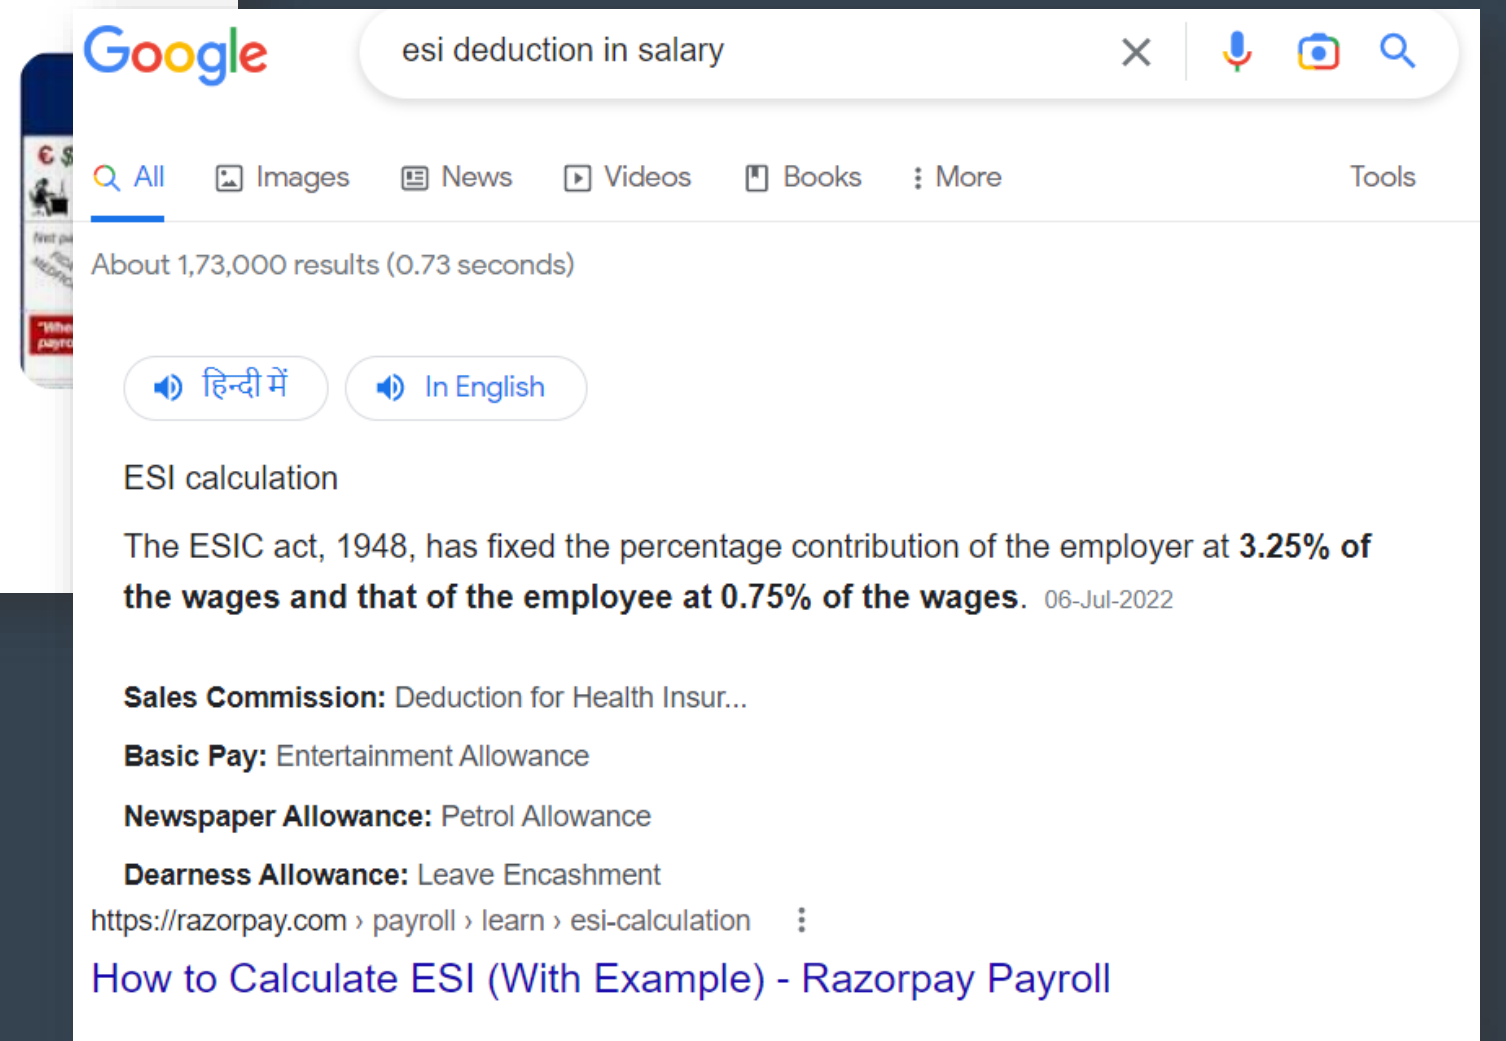 Google
esi deduction in salary
All
Images
News
Videos
Books
More
Tools
About 1,73,000 results (0.73 seconds)
हिन्दी में
In English
ESI calculation
The ESIC act, 1948, has fixed the percentage contribution of the employer at 3.25% of
the wages and that of the employee at 0.75% of the wages. 06-Jul-2022
Sales Commission: Deduction for Health Insur...
Basic Pay: Entertainment Allowance
Newspaper Allowance: Petrol Allowance
Dearness Allowance: Leave Encashment
https://razorpay.com › payroll › learn › esi-calculation
How to Calculate ESI (With Example) - Razorpay Payroll
€ $
Net